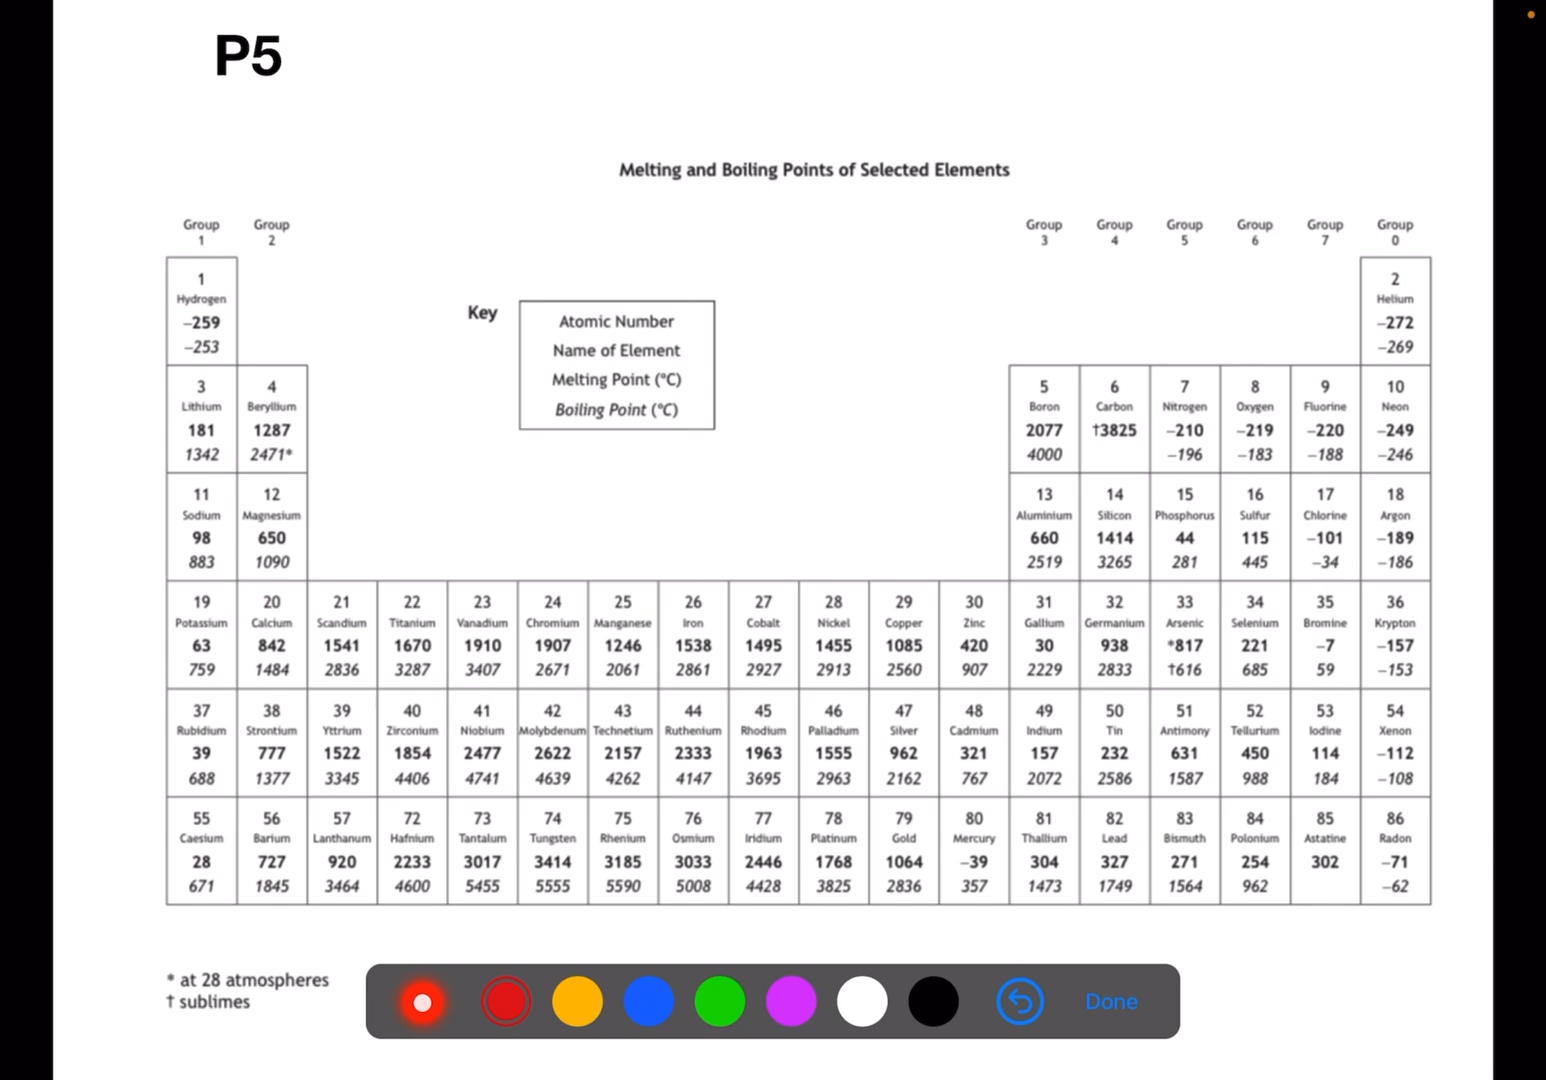 P5
Melting and Boiling Points of Selected Elements
Group 1 Group 2 Group 3 Group 4 Group 5 Group 6 Group 7 Group 0
Key
Atomic Number
Name of Element
Melting Point (°C)
Boiling Point (°C)
1 2
Hydrogen Helium
–259 –272
–253 –269
3 4 5 6 7 8 9 10
Lithium Beryllium Boron Carbon Nitrogen Oxygen Fluorine Neon
181 1287 2077 †3825 –210 –219 –220 –249
1342 2471* 4000 –196 –183 –188 –246
11 12 13 14 15 16 17 18
Sodium Magnesium Aluminium Silicon Phosphorus Sulfur Chlorine Argon
98 650 660 1414 44 115 –101 –189
883 1090 2519 3265 281 445 –34 –186
19 20 21 22 23 24 25 26 27 28 29 30 31 32 33 34 35 36
Potassium Calcium Scandium Titanium Vanadium Chromium Manganese Iron Cobalt Nickel Copper Zinc Gallium Germanium Arsenic Selenium Bromine Krypton
63 842 1541 1670 1910 1907 1246 1538 1495 1455 1085 420 30 938 *817 221 –7 –157
759 1484 2836 3287 3407 2671 2061 2861 2927 2913 2560 907 2229 2833 †616 685 59 –153
37 38 39 40 41 42 43 44 45 46 47 48 49 50 51 52 53 54
Rubidium Strontium Yttrium Zirconium Niobium Molybdenum Technetium Ruthenium Rhodium Palladium Silver Cadmium Indium Tin Antimony Tellurium Iodine Xenon
39 777 1522 1854 2477 2622 2157 2333 1963 1555 962 321 157 232 631 450 114 –112
688 1377 3345 4406 4741 4639 4262 4147 3695 2963 2162 767 2072 2586 1587 988 184 –108
55 56 57 72 73 74 75 76 77 78 79 80 81 82 83 84 85 86
Caesium Barium Lanthanum Hafnium Tantalum Tungsten Rhenium Osmium Iridium Platinum Gold Mercury Thallium Lead Bismuth Polonium Astatine Radon
28 727 920 2233 3017 3414 3185 3033 2446 1768 1064 –39 304 327 271 254 302 –71
671 1845 3464 4600 5455 5555 5590 5008 4428 3825 2836 357 1473 1749 1564 962 –62
* at 28 atmospheres
† sublimes
Done